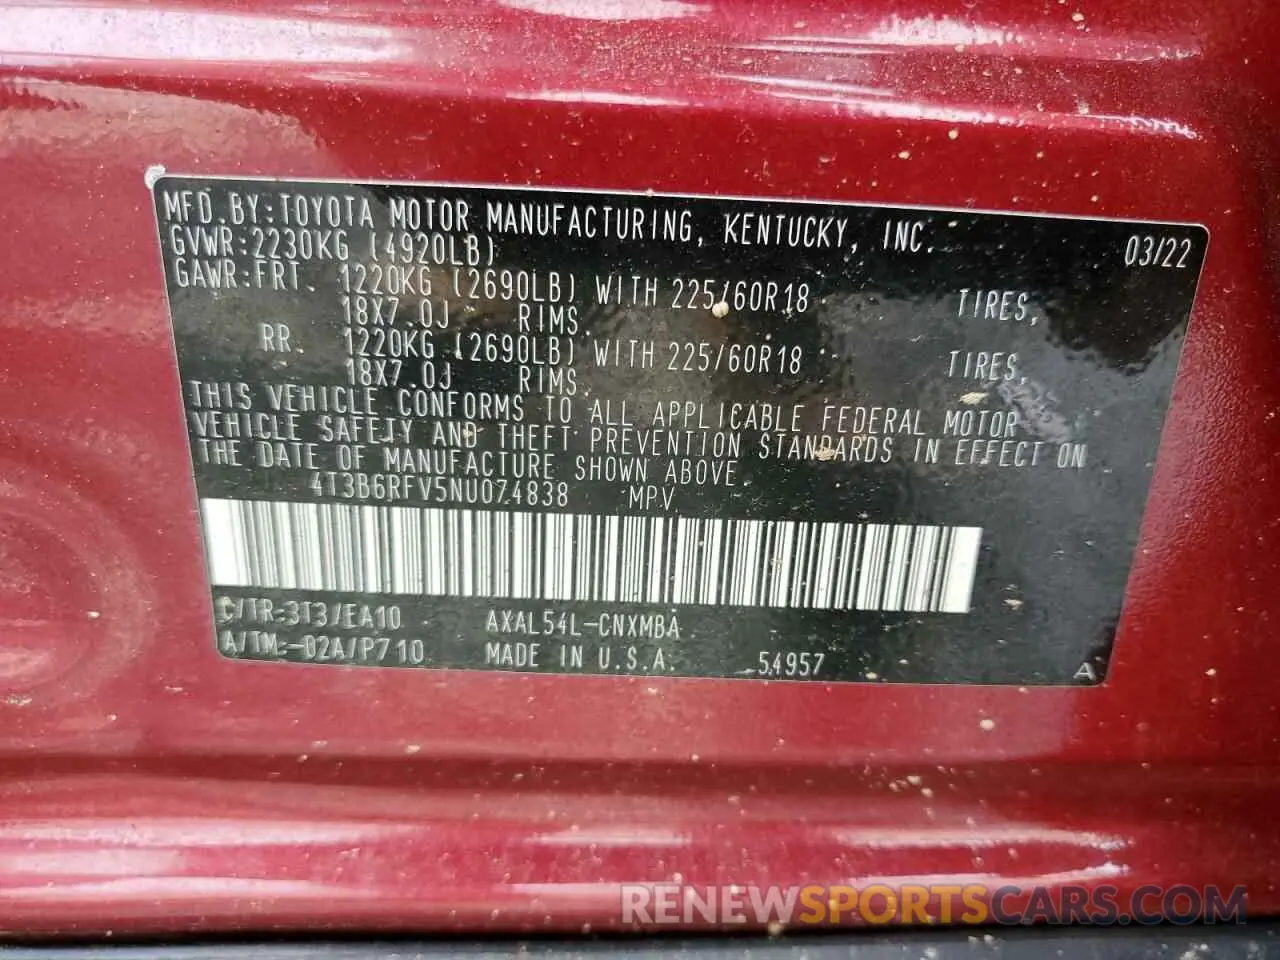 MFD.BY:TOYOTA MOTOR MANUFACTURING, KENTUCKY, INC. 03/22
GVWR:2230KG (4920LB)
GAWR:FRT. 1220KG (2690LB) WITH 225/60R18 TIRES,
18X7.0J RIMS.
RR. 1220KG (2690LB) WITH 225/60R18 TIRES,
18X7.0J RIMS.
THIS VEHICLE CONFORMS TO ALL APPLICABLE FEDERAL MOTOR
VEHICLE SAFETY AND THEFT PREVENTION STANDARDS IN EFFECT ON
THE DATE OF MANUFACTURE SHOWN ABOVE.
4T3B6RFV5NU074838 MPV
C/TR:3T3/EA10 AXAL54L-CNXMBA
A/TM:-02A/P710 MADE IN U.S.A. 54957 A
RENEWSPORTSCARS.COM